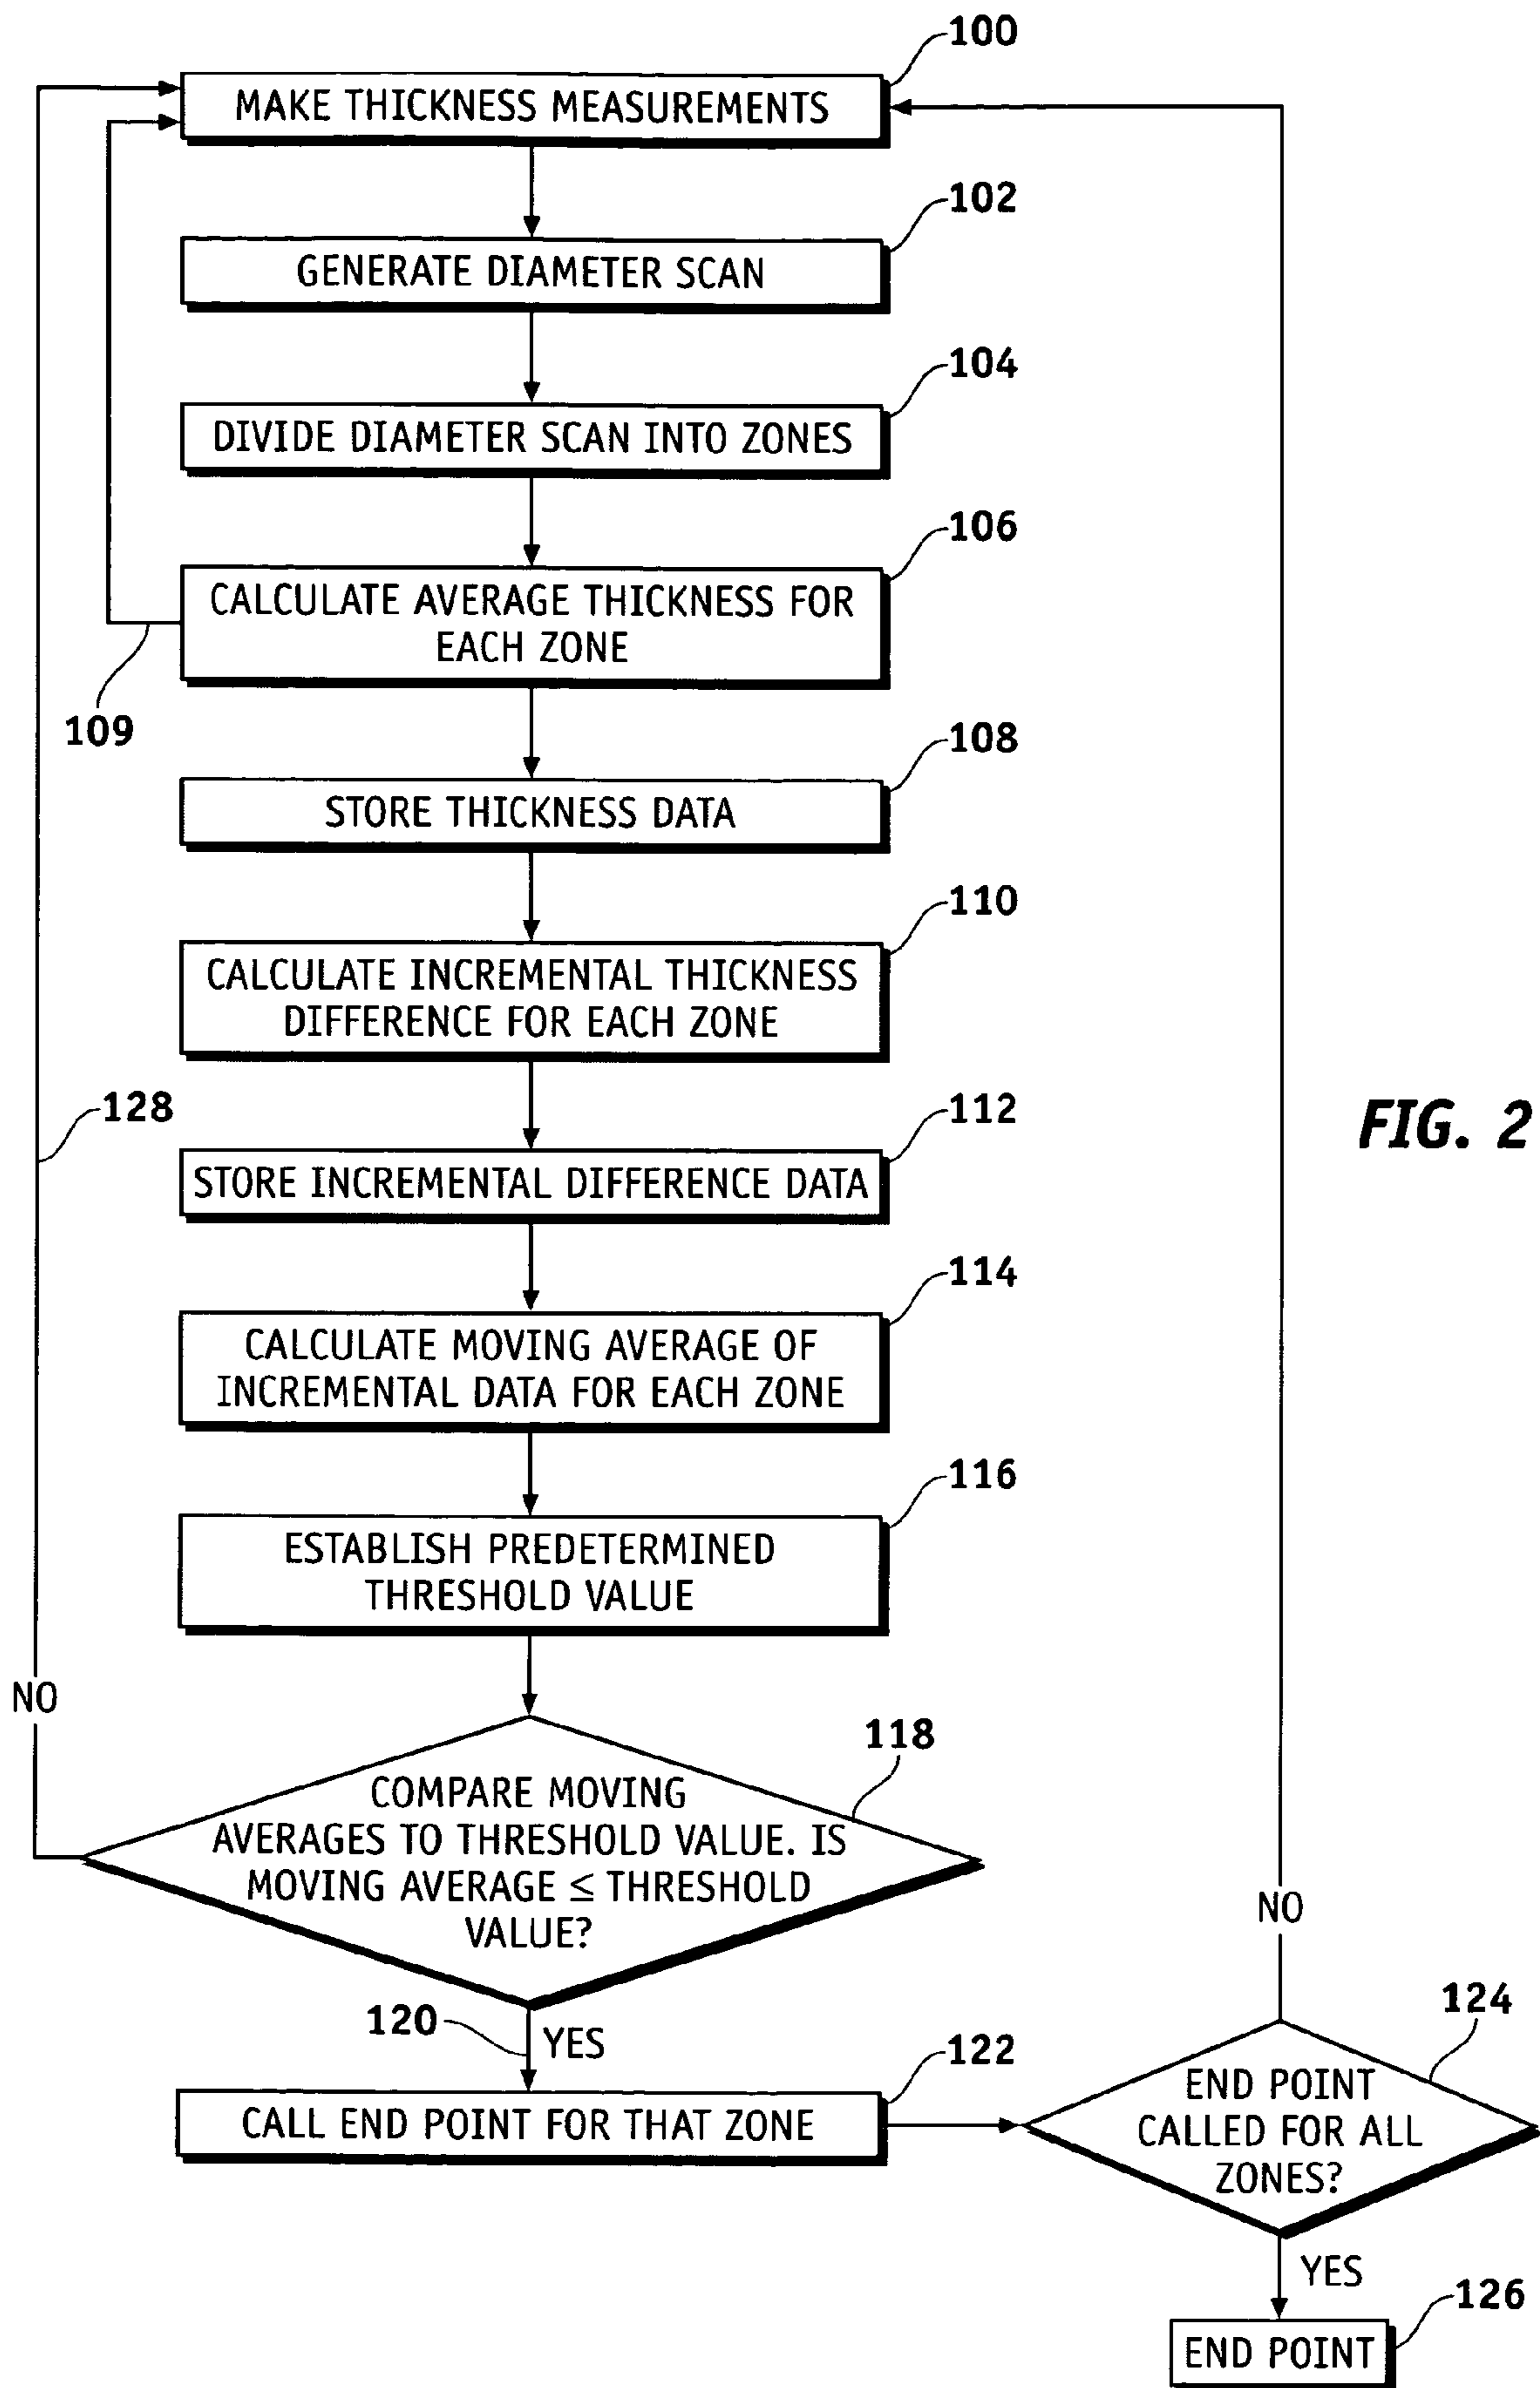 100
MAKE THICKNESS MEASUREMENTS
102
GENERATE DIAMETER SCAN
104
DIVIDE DIAMETER SCAN INTO ZONES
106
CALCULATE AVERAGE THICKNESS FOR
EACH ZONE
109
108
STORE THICKNESS DATA
110
CALCULATE INCREMENTAL THICKNESS
DIFFERENCE FOR EACH ZONE
128
112
FIG. 2
STORE INCREMENTAL DIFFERENCE DATA
114
CALCULATE MOVING AVERAGE OF
INCREMENTAL DATA FOR EACH ZONE
116
ESTABLISH PREDETERMINED
THRESHOLD VALUE
NO
118
COMPARE MOVING
AVERAGES TO THRESHOLD VALUE. IS
MOVING AVERAGE ≤ THRESHOLD
VALUE?
NO
120
YES
122
CALL END POINT FOR THAT ZONE
124
END POINT
CALLED FOR ALL
ZONES?
YES
126
END POINT